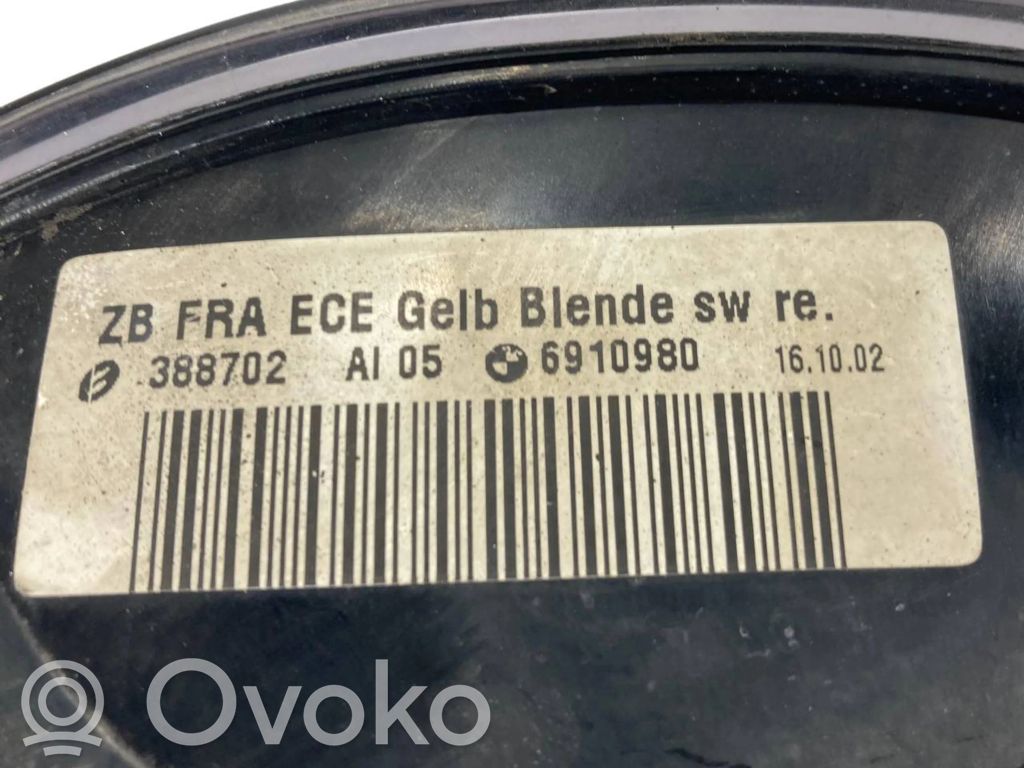 ZB FRA ECE Gelb Blende sw re.
388702 AI 05 6910980 16.10.02
Ovoko